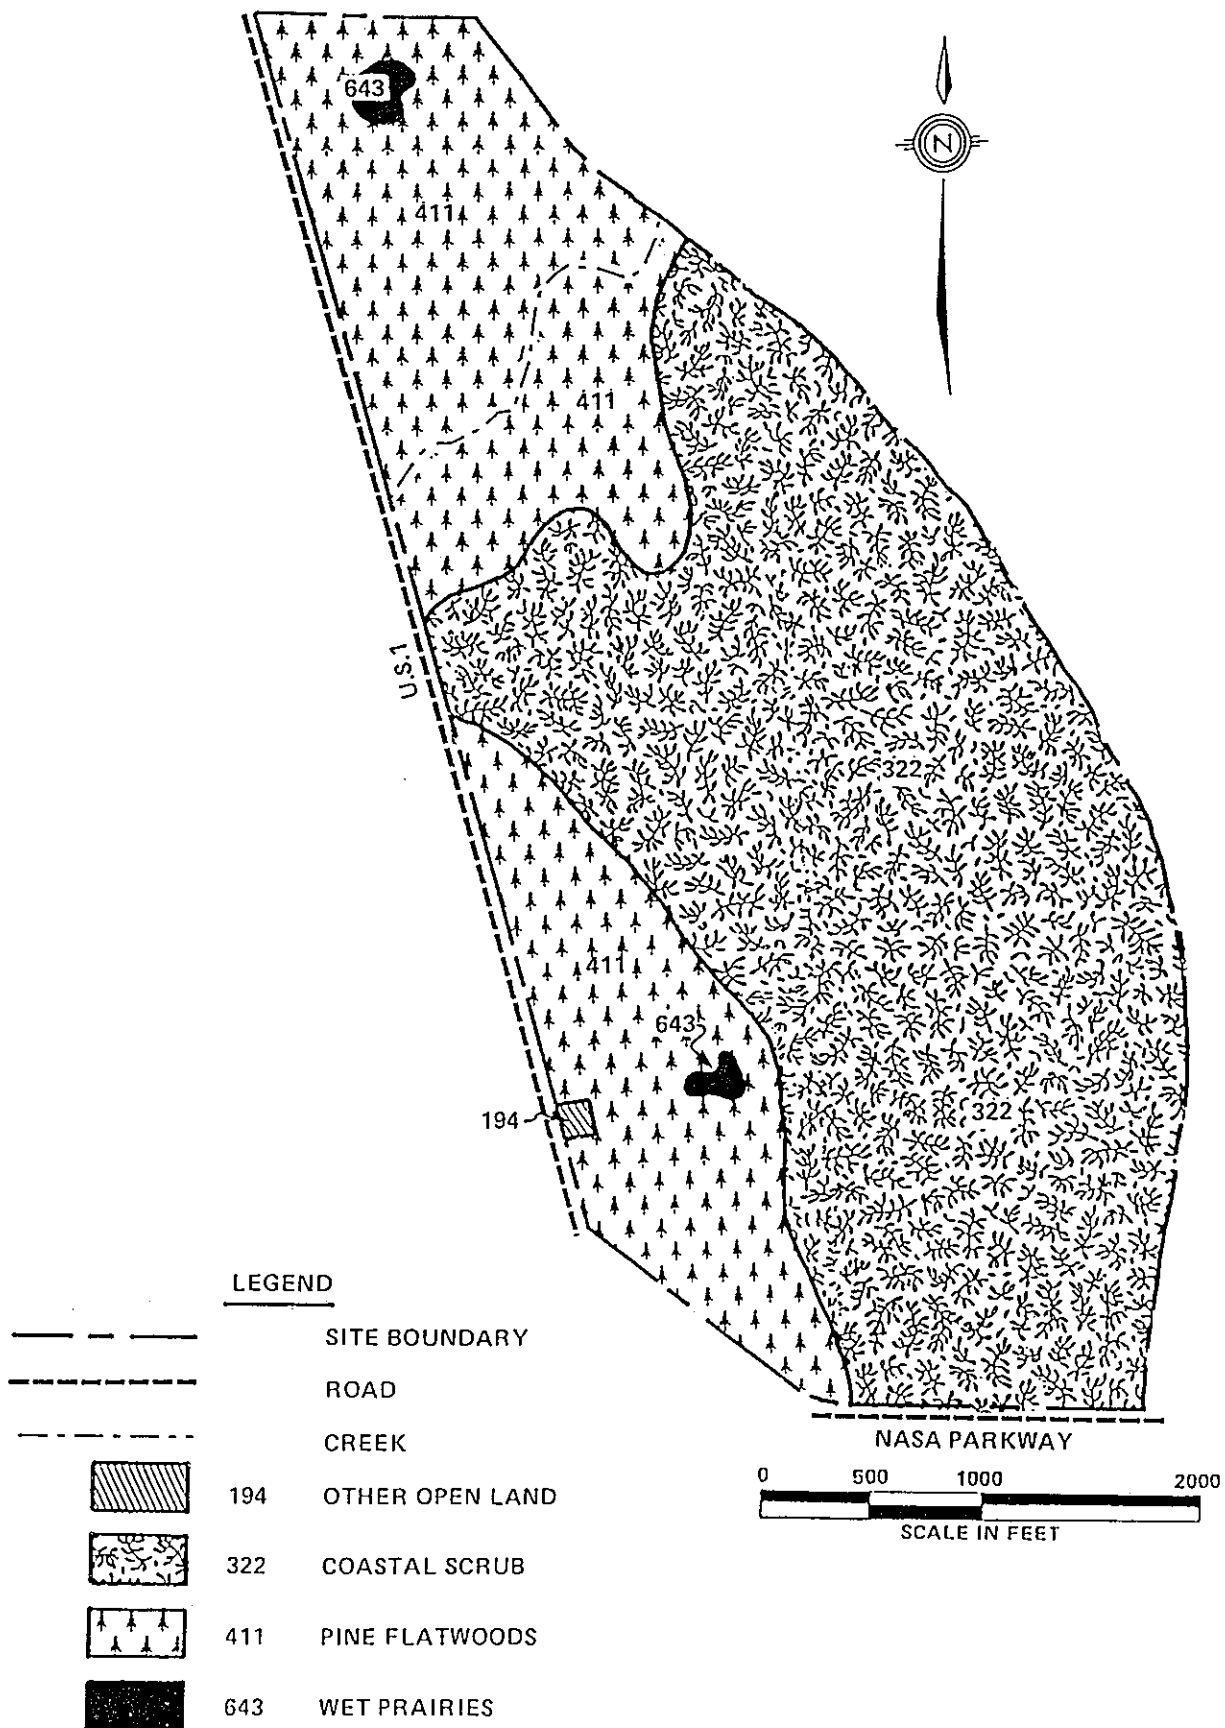 643
N
411
411
U.S.1
322
411
643
194
322
LEGEND
SITE BOUNDARY
ROAD
CREEK
194 OTHER OPEN LAND
322 COASTAL SCRUB
411 PINE FLATWOODS
643 WET PRAIRIES
NASA PARKWAY
0 500 1000 2000
SCALE IN FEET